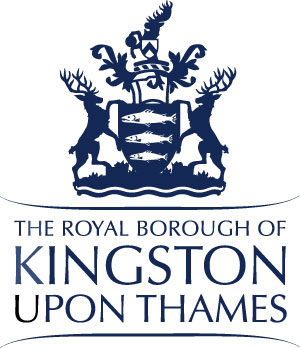 THE ROYAL BOROUGH OF
KINGSTON
UPON THAMES